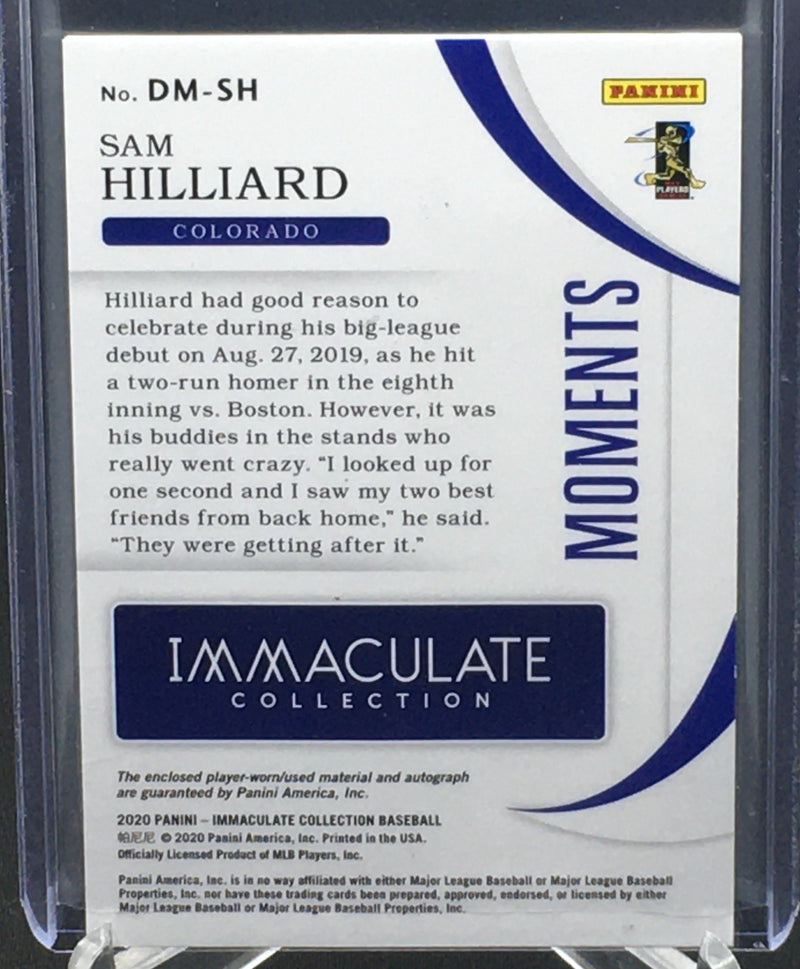 No. DM-SH
PANINI
SAM
HILLIARD
PLAYERS
COLORADO
Hilliard had good reason to
celebrate during his big-league
debut on Aug. 27, 2019, as he hit
a two-run homer in the eighth
inning vs. Boston. However, it was
his buddies in the stands who
really went crazy. “I looked up for
one second and I saw my two best
friends from back home,” he said.
“They were getting after it.”
MOMENTS
IMMACULATE
COLLECTION
The enclosed player-worn/used material and autograph
are guaranteed by Panini America, Inc.
2020 PANINI – IMMACULATE COLLECTION BASEBALL
帕尼尼 © 2020 Panini America, Inc. Printed in the USA.
Officially Licensed Product of MLB Players, Inc.
Panini America, Inc. is in no way affiliated with either Major League Baseball or Major League Baseball
Properties, Inc. nor have these trading cards been prepared, approved, endorsed, or licensed by either
Major League Baseball or Major League Baseball Properties, Inc.